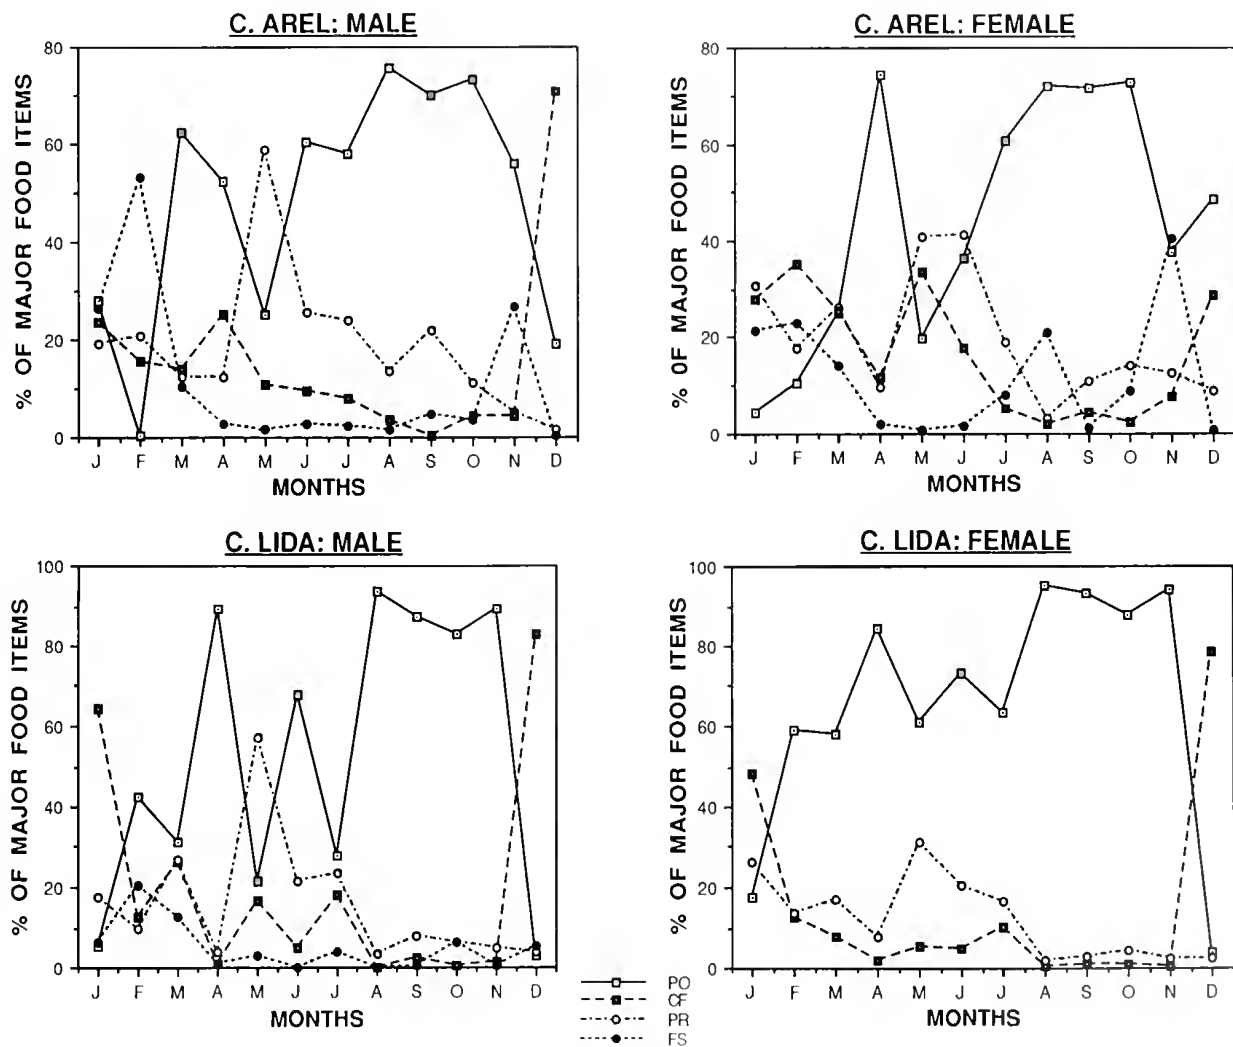 C. AREL: MALE
% OF MAJOR FOOD ITEMS
80
60
40
20
0
J F M A M J J A S O N D
MONTHS
C. AREL: FEMALE
% OF MAJOR FOOD ITEMS
80
60
40
20
0
J F M A M J J A S O N D
MONTHS
C. LIDA: MALE
% OF MAJOR FOOD ITEMS
100
80
60
40
20
0
J F M A M J J A S O N D
MONTHS
C. LIDA: FEMALE
% OF MAJOR FOOD ITEMS
100
80
60
40
20
0
J F M A M J J A S O N D
MONTHS
PO
CF
PR
FS